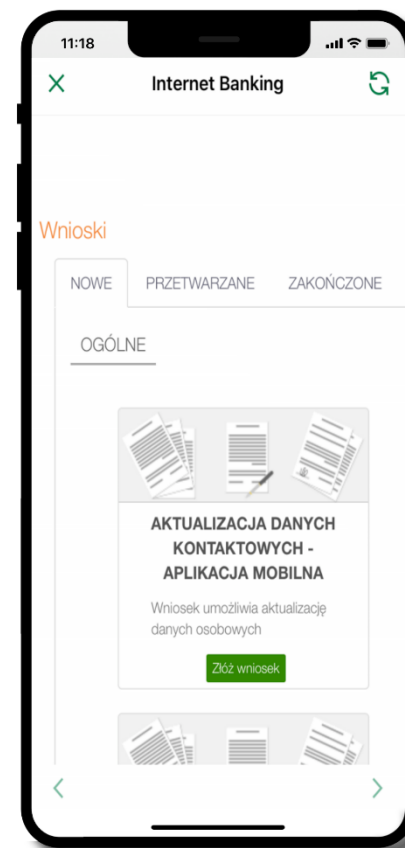 11:18
Internet Banking
Wnioski
NOWE PRZETWARZANE ZAKOŃCZONE
OGÓLNE
AKTUALIZACJA DANYCH
KONTAKTOWYCH -
APLIKACJA MOBILNA
Wniosek umożliwia aktualizację
danych osobowych
Złóż wniosek